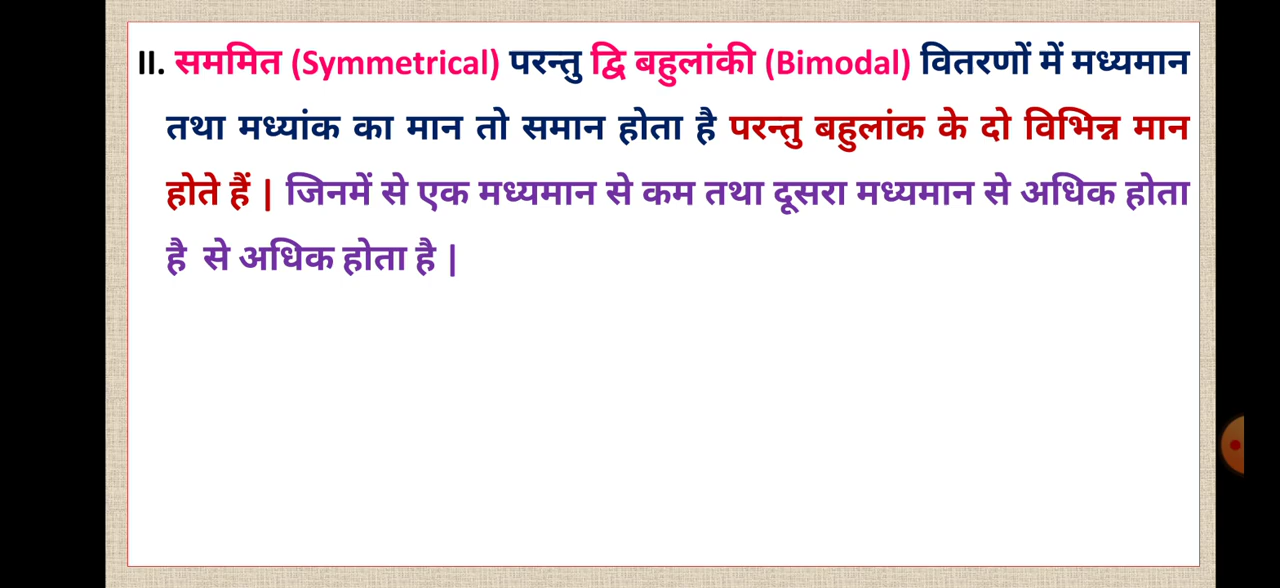 II. सममित (Symmetrical) परन्तु द्वि बहुलांकी (Bimodal) वितरणों में मध्यमान
तथा मध्यांक का मान तो समान होता है परन्तु बहुलांक के दो विभिन्न मान
होते हैं | जिनमें से एक मध्यमान से कम तथा दूसरा मध्यमान से अधिक होता
है से अधिक होता है |